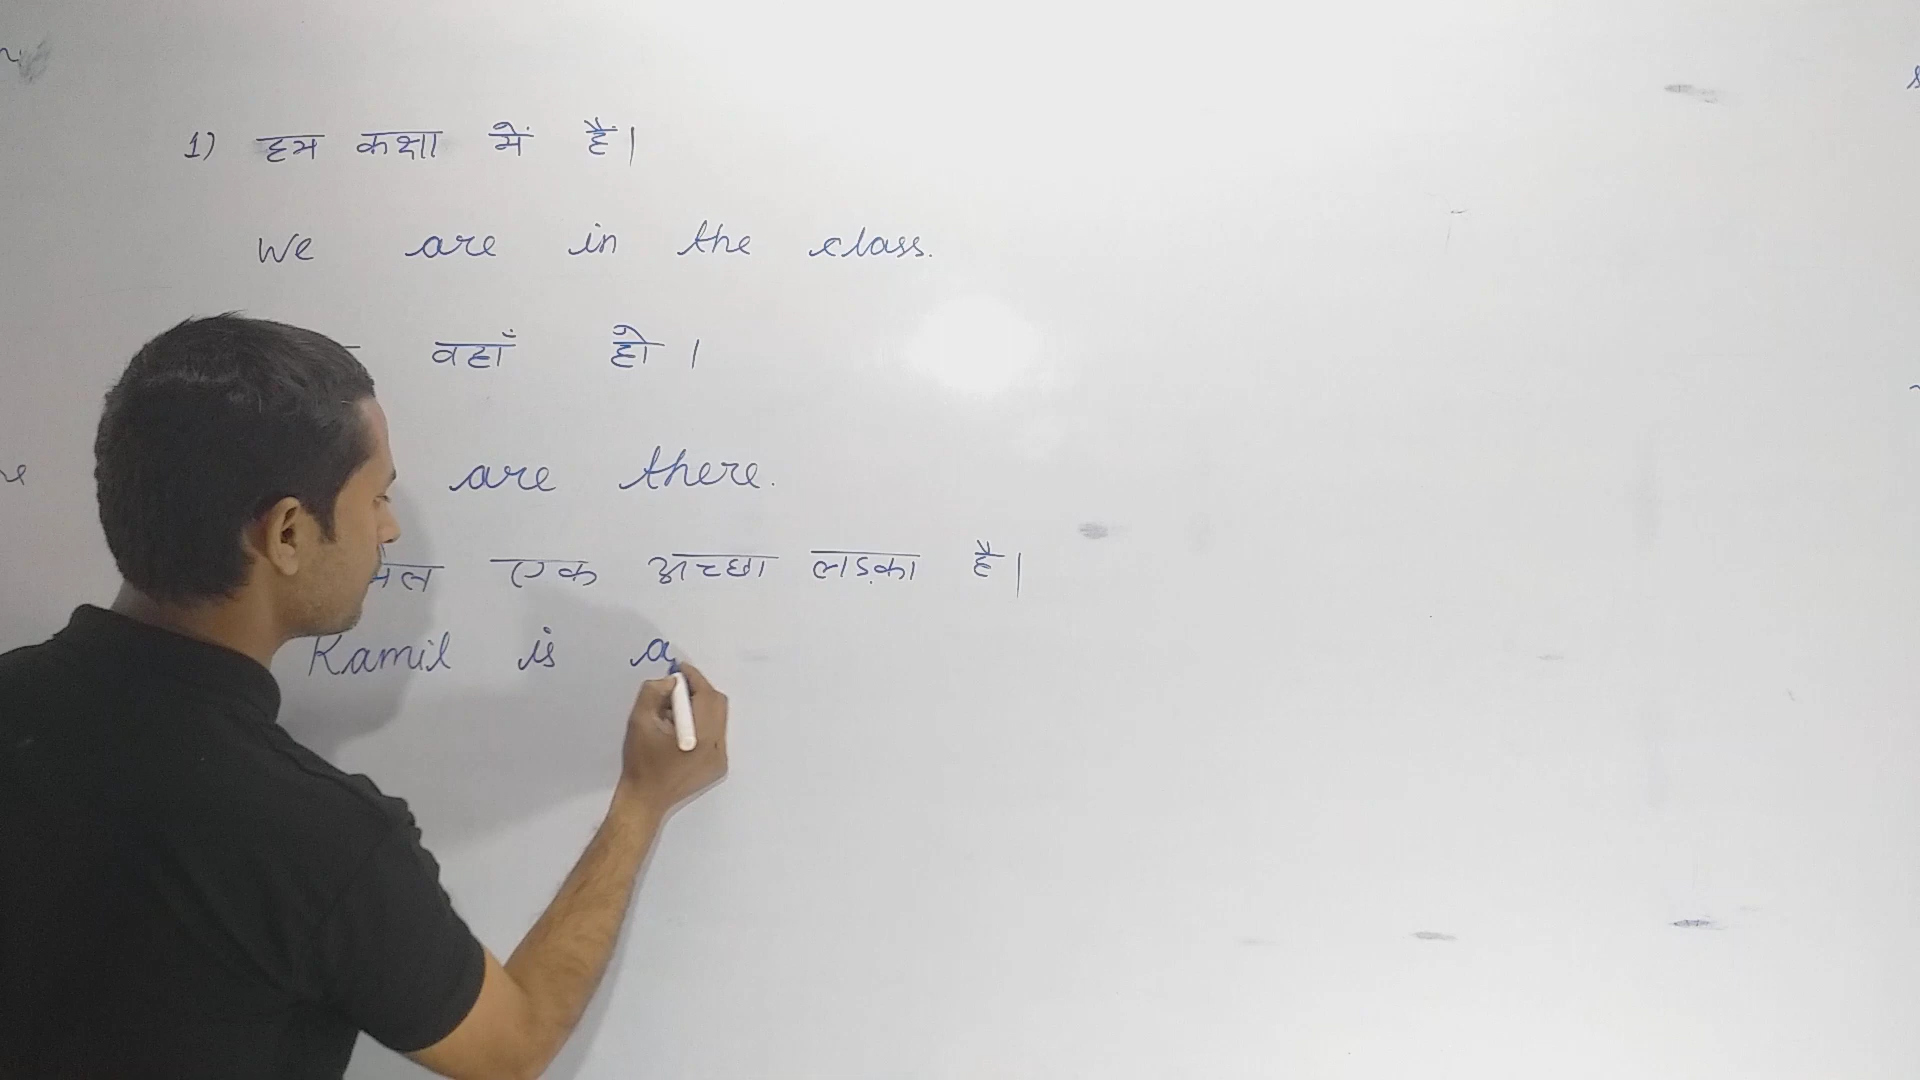 1) हम कक्षा में हैं।
We are in the class.
वहाँ हो ।
are there.
एक अच्छा लड़का है।
Kamil is a